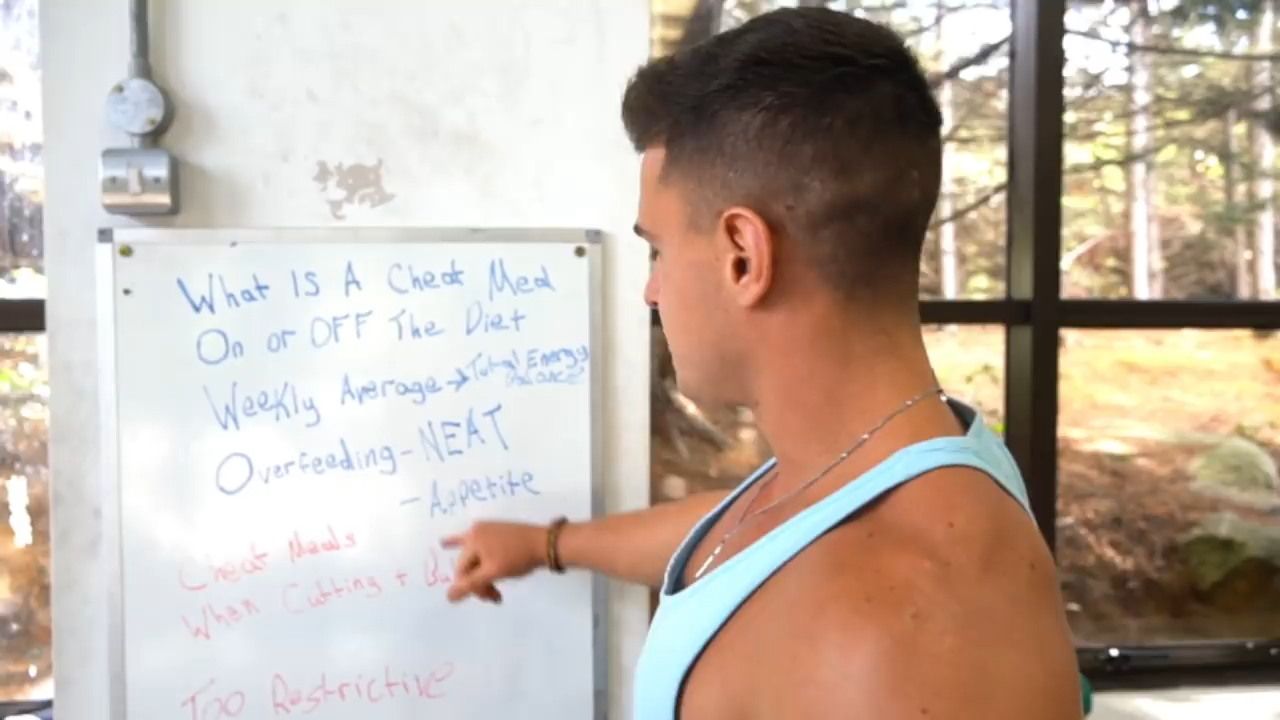 What IS A Cheat Meal
On or OFF The Diet
Weekly Average → Total Energy
Balance
Overfeeding - NEAT
- Appetite
Cheat Meals
When Cutting + Bu
Too Restrictive